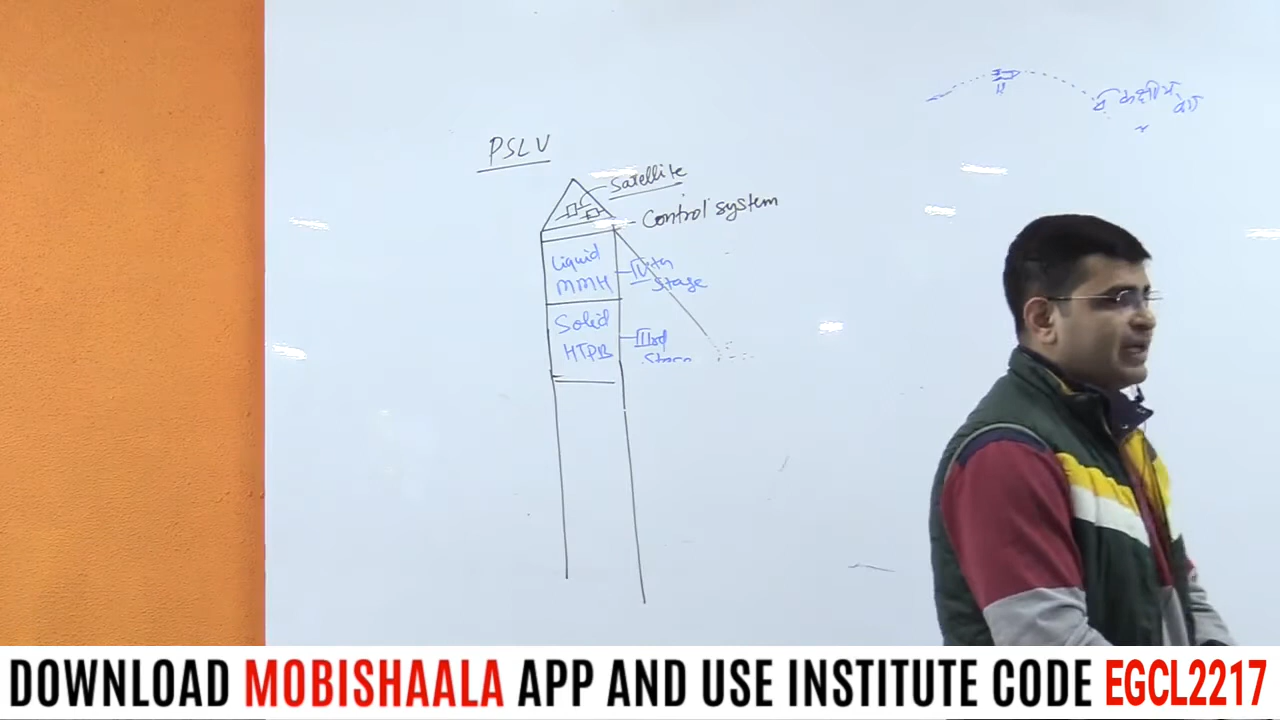 PSLV
Satellite
Control system
Liquid
MMH
IVth
Stage
Solid
HTPB
IIIrd
DOWNLOAD MOBISHAALA APP AND USE INSTITUTE CODE EGCL2217